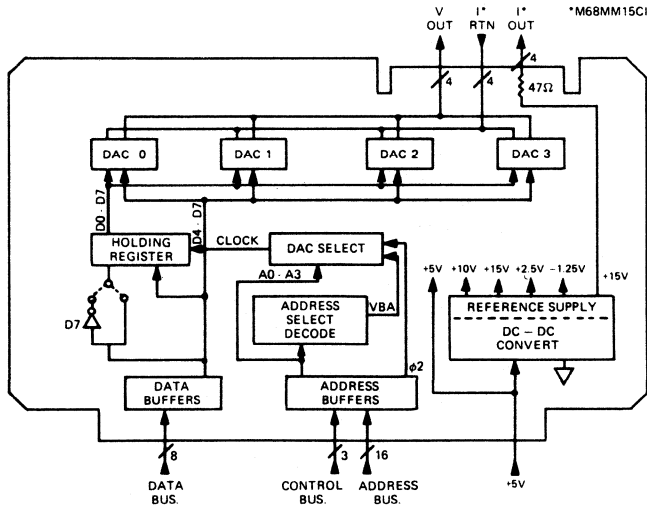 V OUT
I* RTN
I* OUT
*M68MM15CI
4
4
4
47Ω
DAC 0
DAC 1
DAC 2
DAC 3
D0 - D7
D4 - D7
HOLDING REGISTER
CLOCK
DAC SELECT
A0 - A3
VBA
ADDRESS SELECT DECODE
D7
φ2
+5V
+10V
+15V
+2.5V
-1.25V
+15V
REFERENCE SUPPLY
DC - DC CONVERT
DATA BUFFERS
ADDRESS BUFFERS
8
3
16
DATA BUS.
CONTROL BUS.
ADDRESS BUS.
+5V